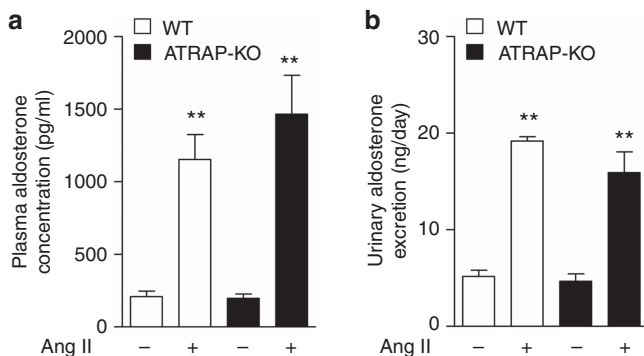 a
WT
ATRAP-KO
Plasma aldosterone
concentration (pg/ml)
2000
1500
1000
500
0
**
**
Ang II – + – +
b
WT
ATRAP-KO
Urinary aldosterone
excretion (ng/day)
30
20
10
0
**
**
Ang II – + – +